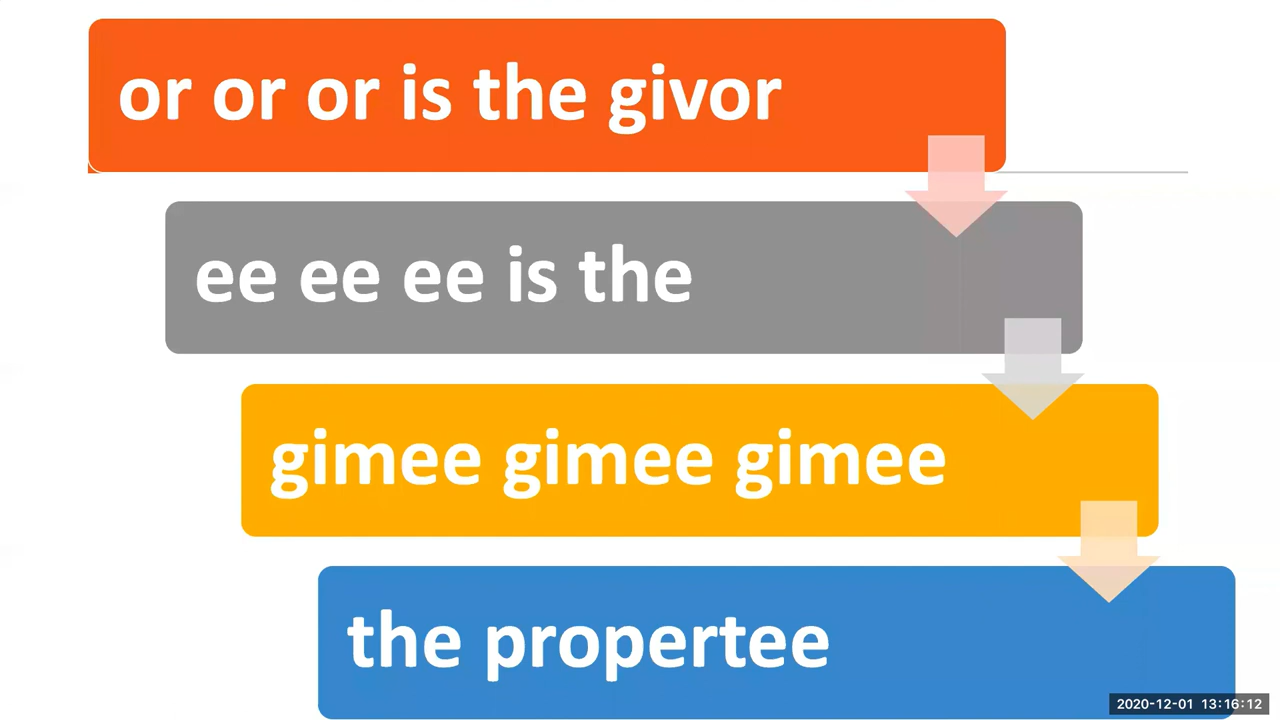 or or or is the givor
ee ee ee is the
gimee gimee gimee
the propertee
2020-12-01 13:16:12